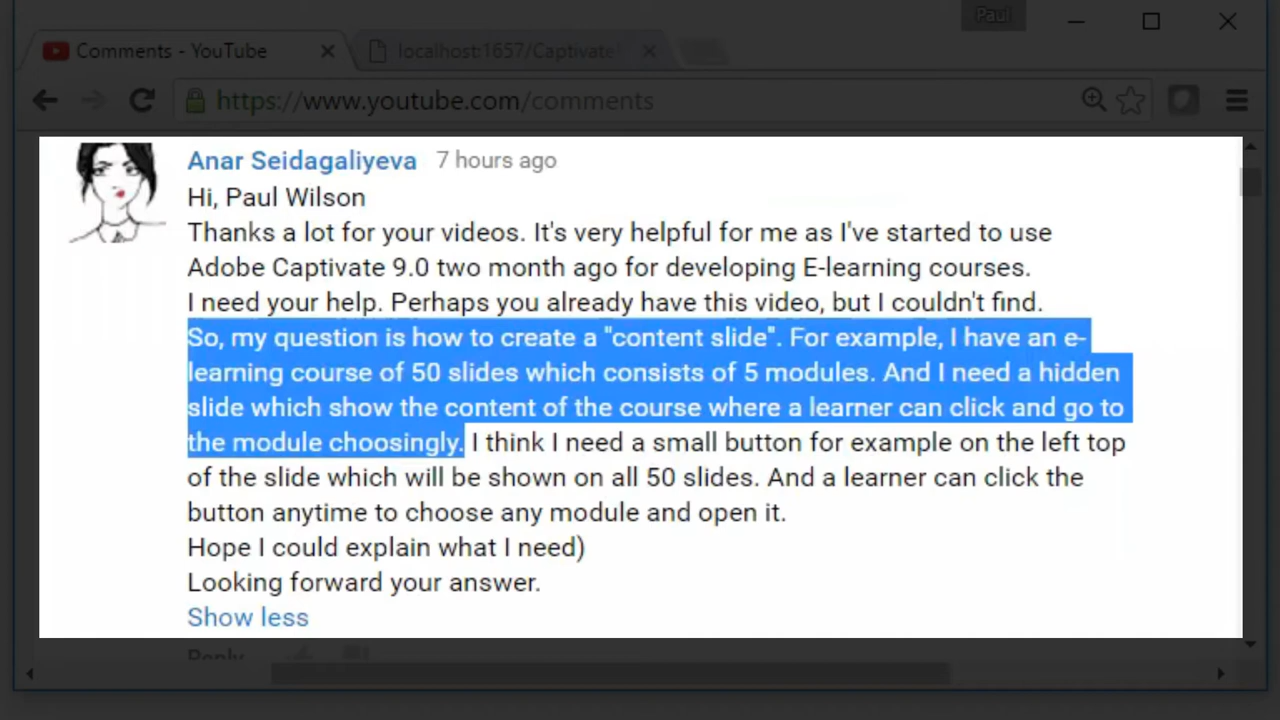 Paul
Comments - YouTube
localhost:1657/Captivate
https://www.youtube.com/comments
Anar Seidagaliyeva 7 hours ago
Hi, Paul Wilson
Thanks a lot for your videos. It's very helpful for me as I've started to use
Adobe Captivate 9.0 two month ago for developing E-learning courses.
I need your help. Perhaps you already have this video, but I couldn't find.
So, my question is how to create a "content slide". For example, I have an e-
learning course of 50 slides which consists of 5 modules. And I need a hidden
slide which show the content of the course where a learner can click and go to
the module choosingly. I think I need a small button for example on the left top
of the slide which will be shown on all 50 slides. And a learner can click the
button anytime to choose any module and open it.
Hope I could explain what I need)
Looking forward your answer.
Show less
Reply